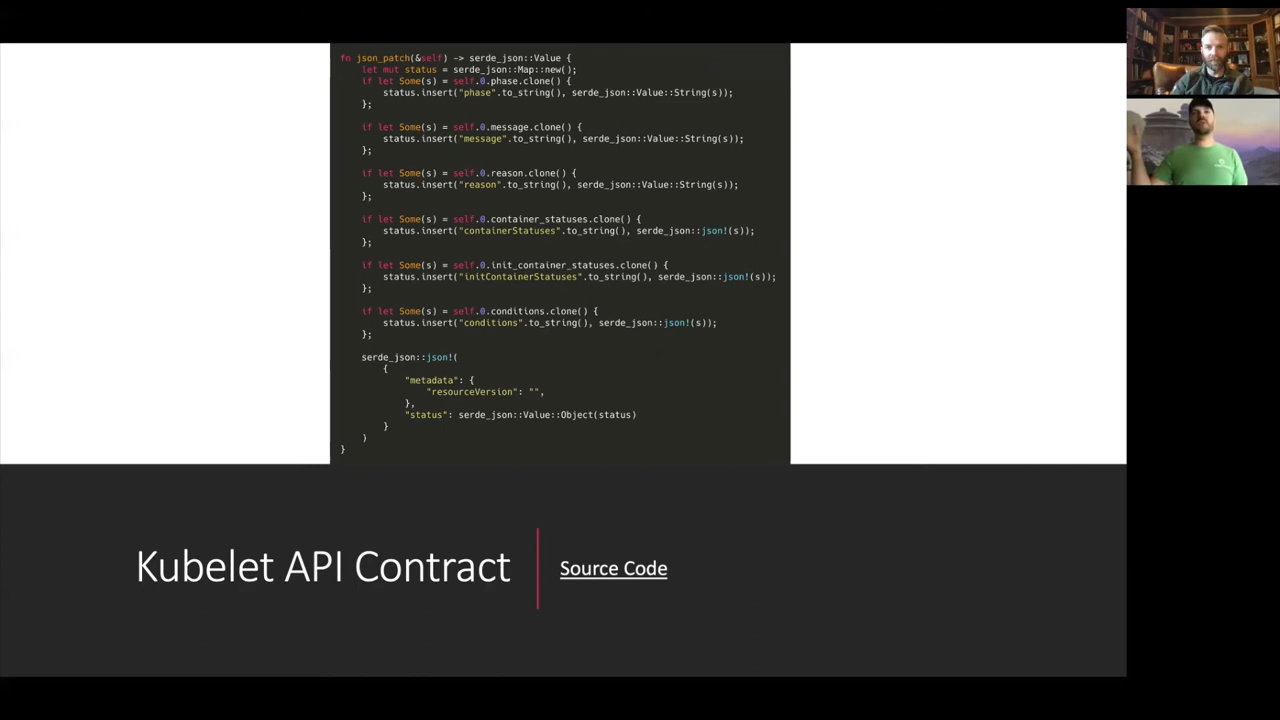 fn json_patch(&self) -> serde_json::Value {
    let mut status = serde_json::Map::new();
    if let Some(s) = self.0.phase.clone() {
        status.insert("phase".to_string(), serde_json::Value::String(s));
    };
    if let Some(s) = self.0.message.clone() {
        status.insert("message".to_string(), serde_json::Value::String(s));
    };
    if let Some(s) = self.0.reason.clone() {
        status.insert("reason".to_string(), serde_json::Value::String(s));
    };
    if let Some(s) = self.0.container_statuses.clone() {
        status.insert("containerStatuses".to_string(), serde_json::json!(s));
    };
    if let Some(s) = self.0.init_container_statuses.clone() {
        status.insert("initContainerStatuses".to_string(), serde_json::json!(s));
    };
    if let Some(s) = self.0.conditions.clone() {
        status.insert("conditions".to_string(), serde_json::json!(s));
    };
    serde_json::json!(
        {
            "metadata": {
                "resourceVersion": "",
            },
            "status": serde_json::Value::Object(status)
        }
    )
}
Kubelet API Contract
Source Code